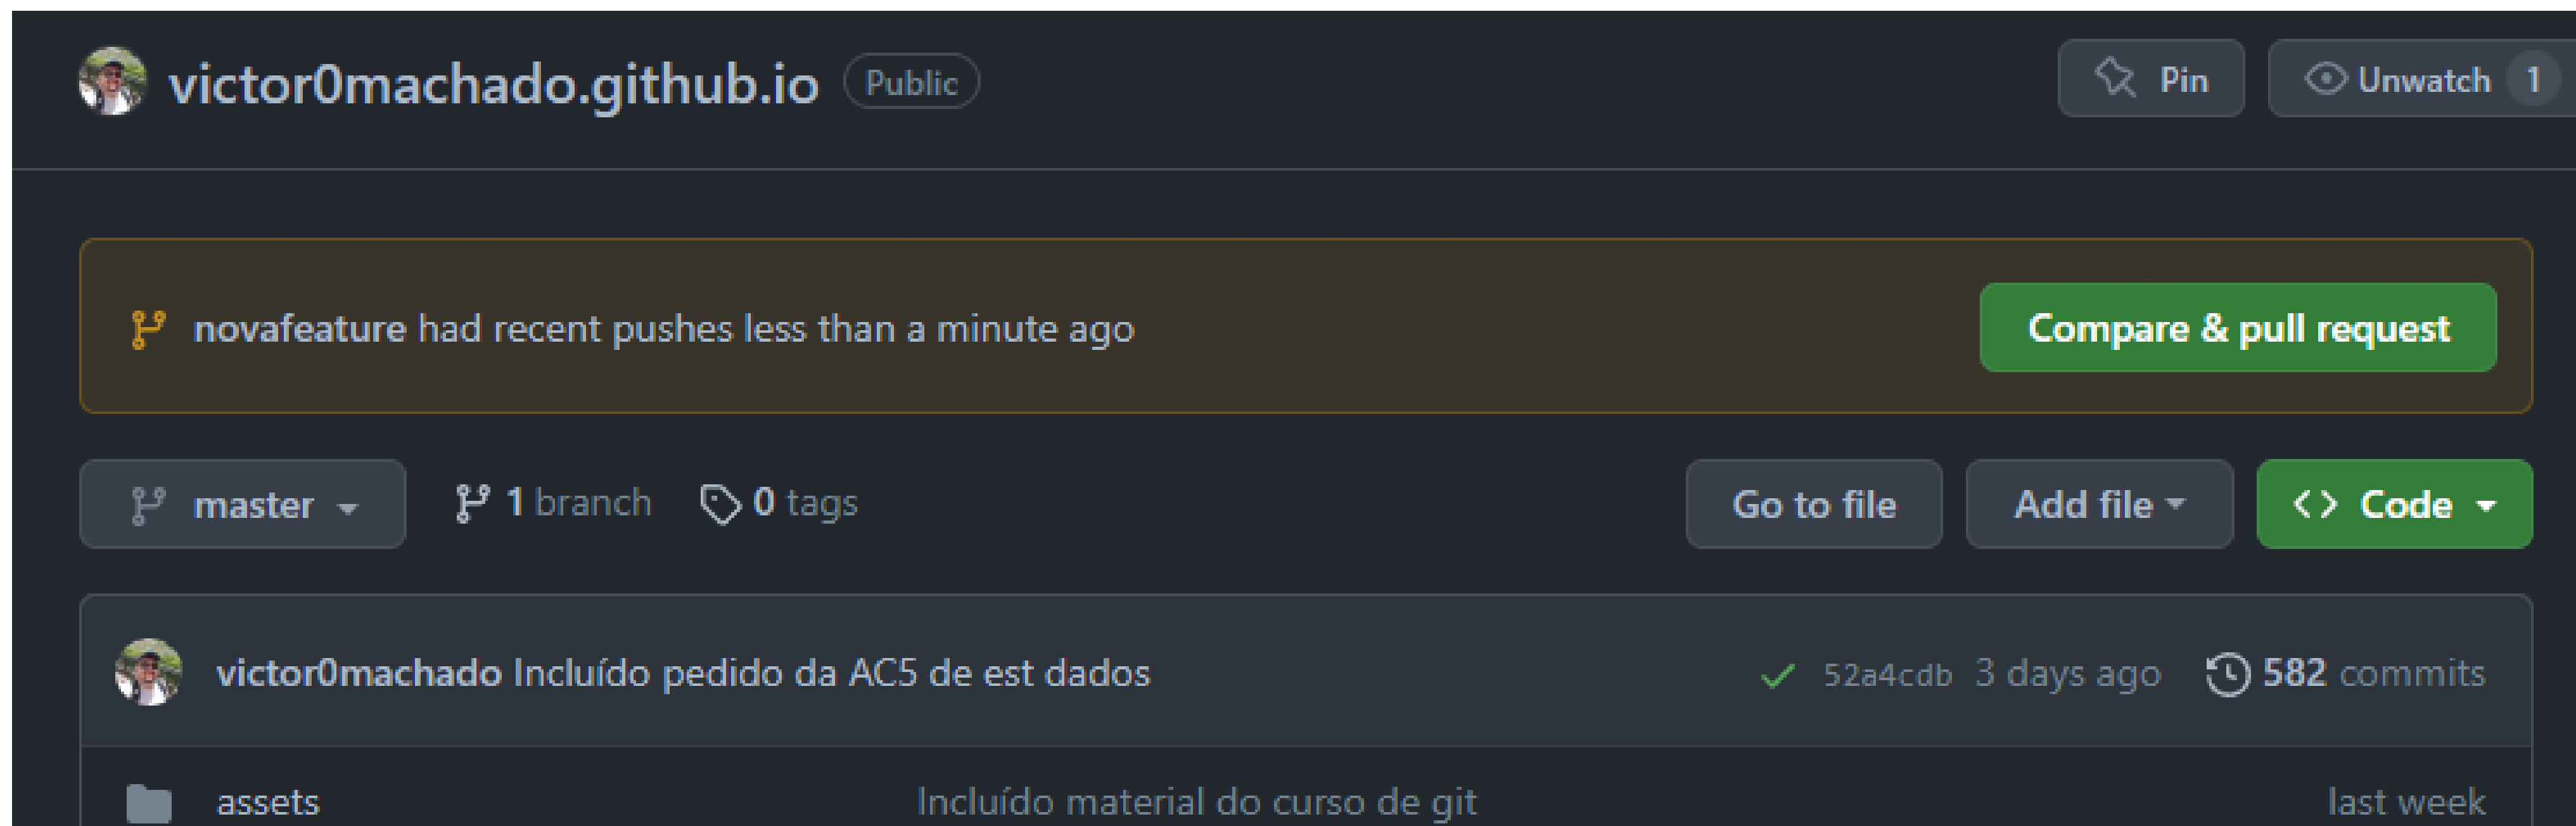 victor0machado.github.io Public Pin Unwatch 1
novafeature had recent pushes less than a minute ago Compare & pull request
master 1 branch 0 tags Go to file Add file Code
victor0machado Incluído pedido da AC5 de est dados 52a4cdb 3 days ago 582 commits
assets Incluído material do curso de git last week